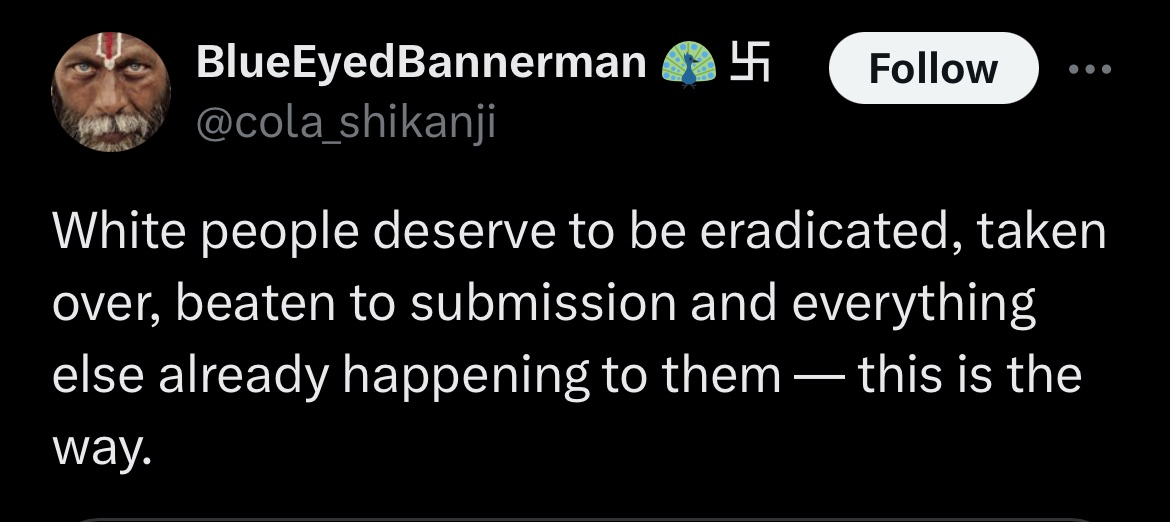 BlueEyedBannerman 🦚 卐
@cola_shikanji
Follow
White people deserve to be eradicated, taken
over, beaten to submission and everything
else already happening to them — this is the
way.